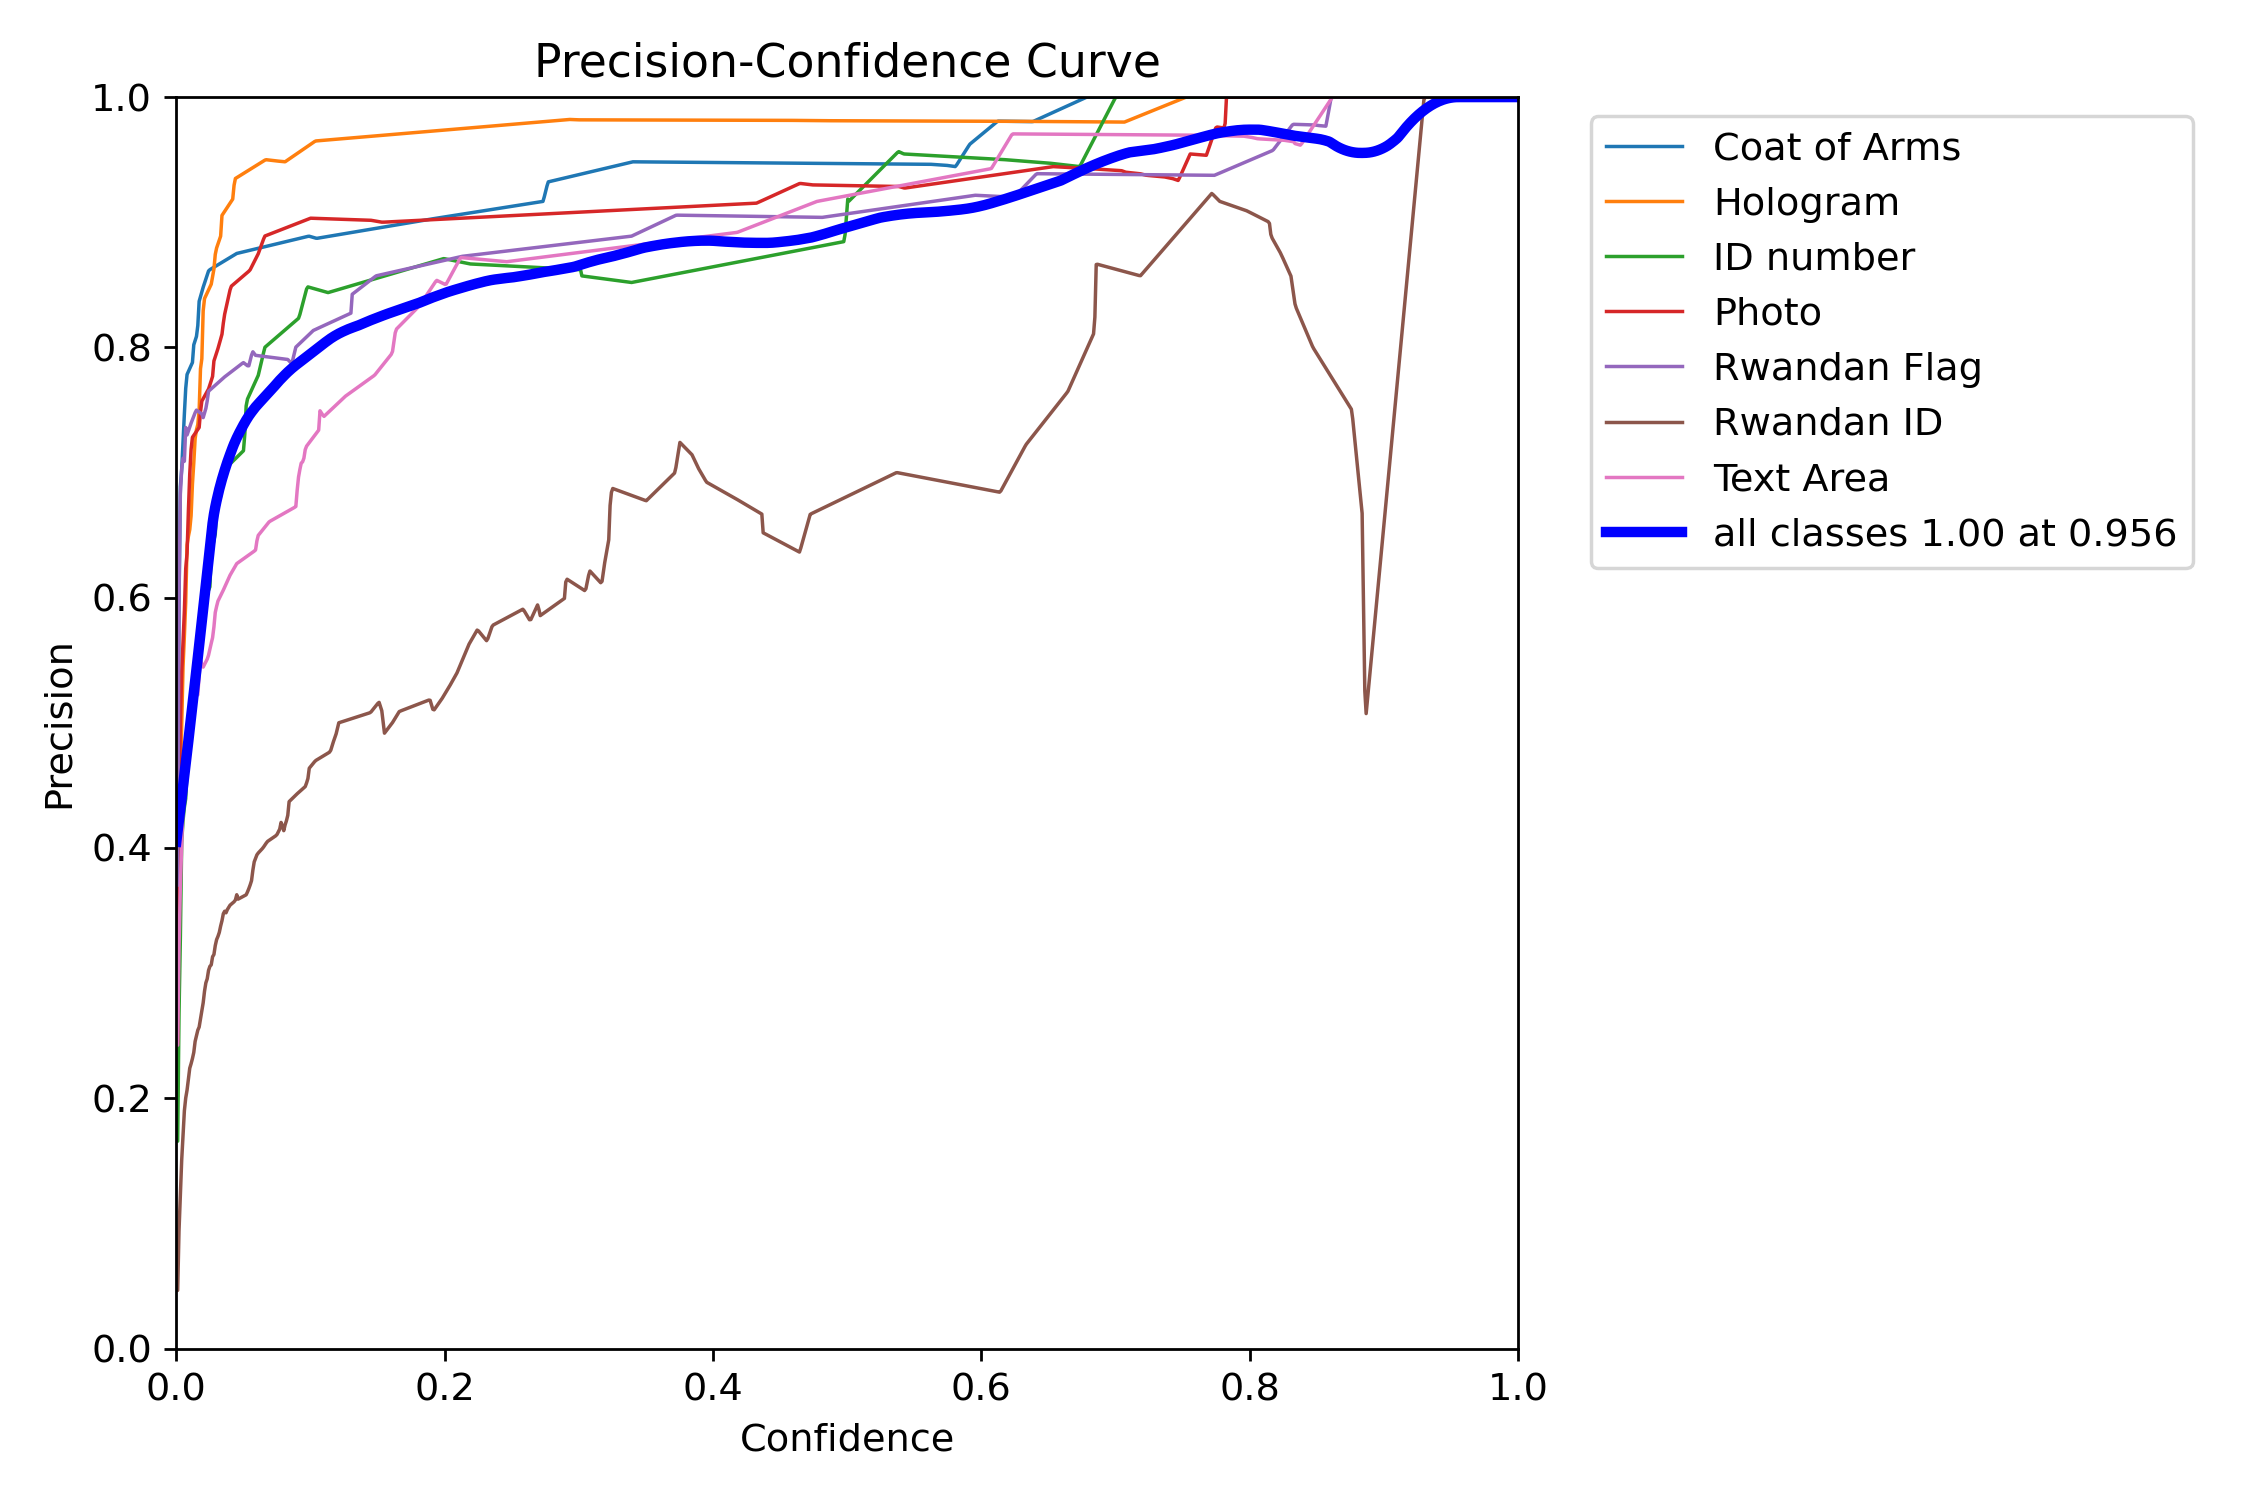 Precision-Confidence Curve
1.0
0.8
0.6
0.4
0.2
0.0
Precision
0.0 0.2 0.4 0.6 0.8 1.0
Confidence
Coat of Arms
Hologram
ID number
Photo
Rwandan Flag
Rwandan ID
Text Area
all classes 1.00 at 0.956